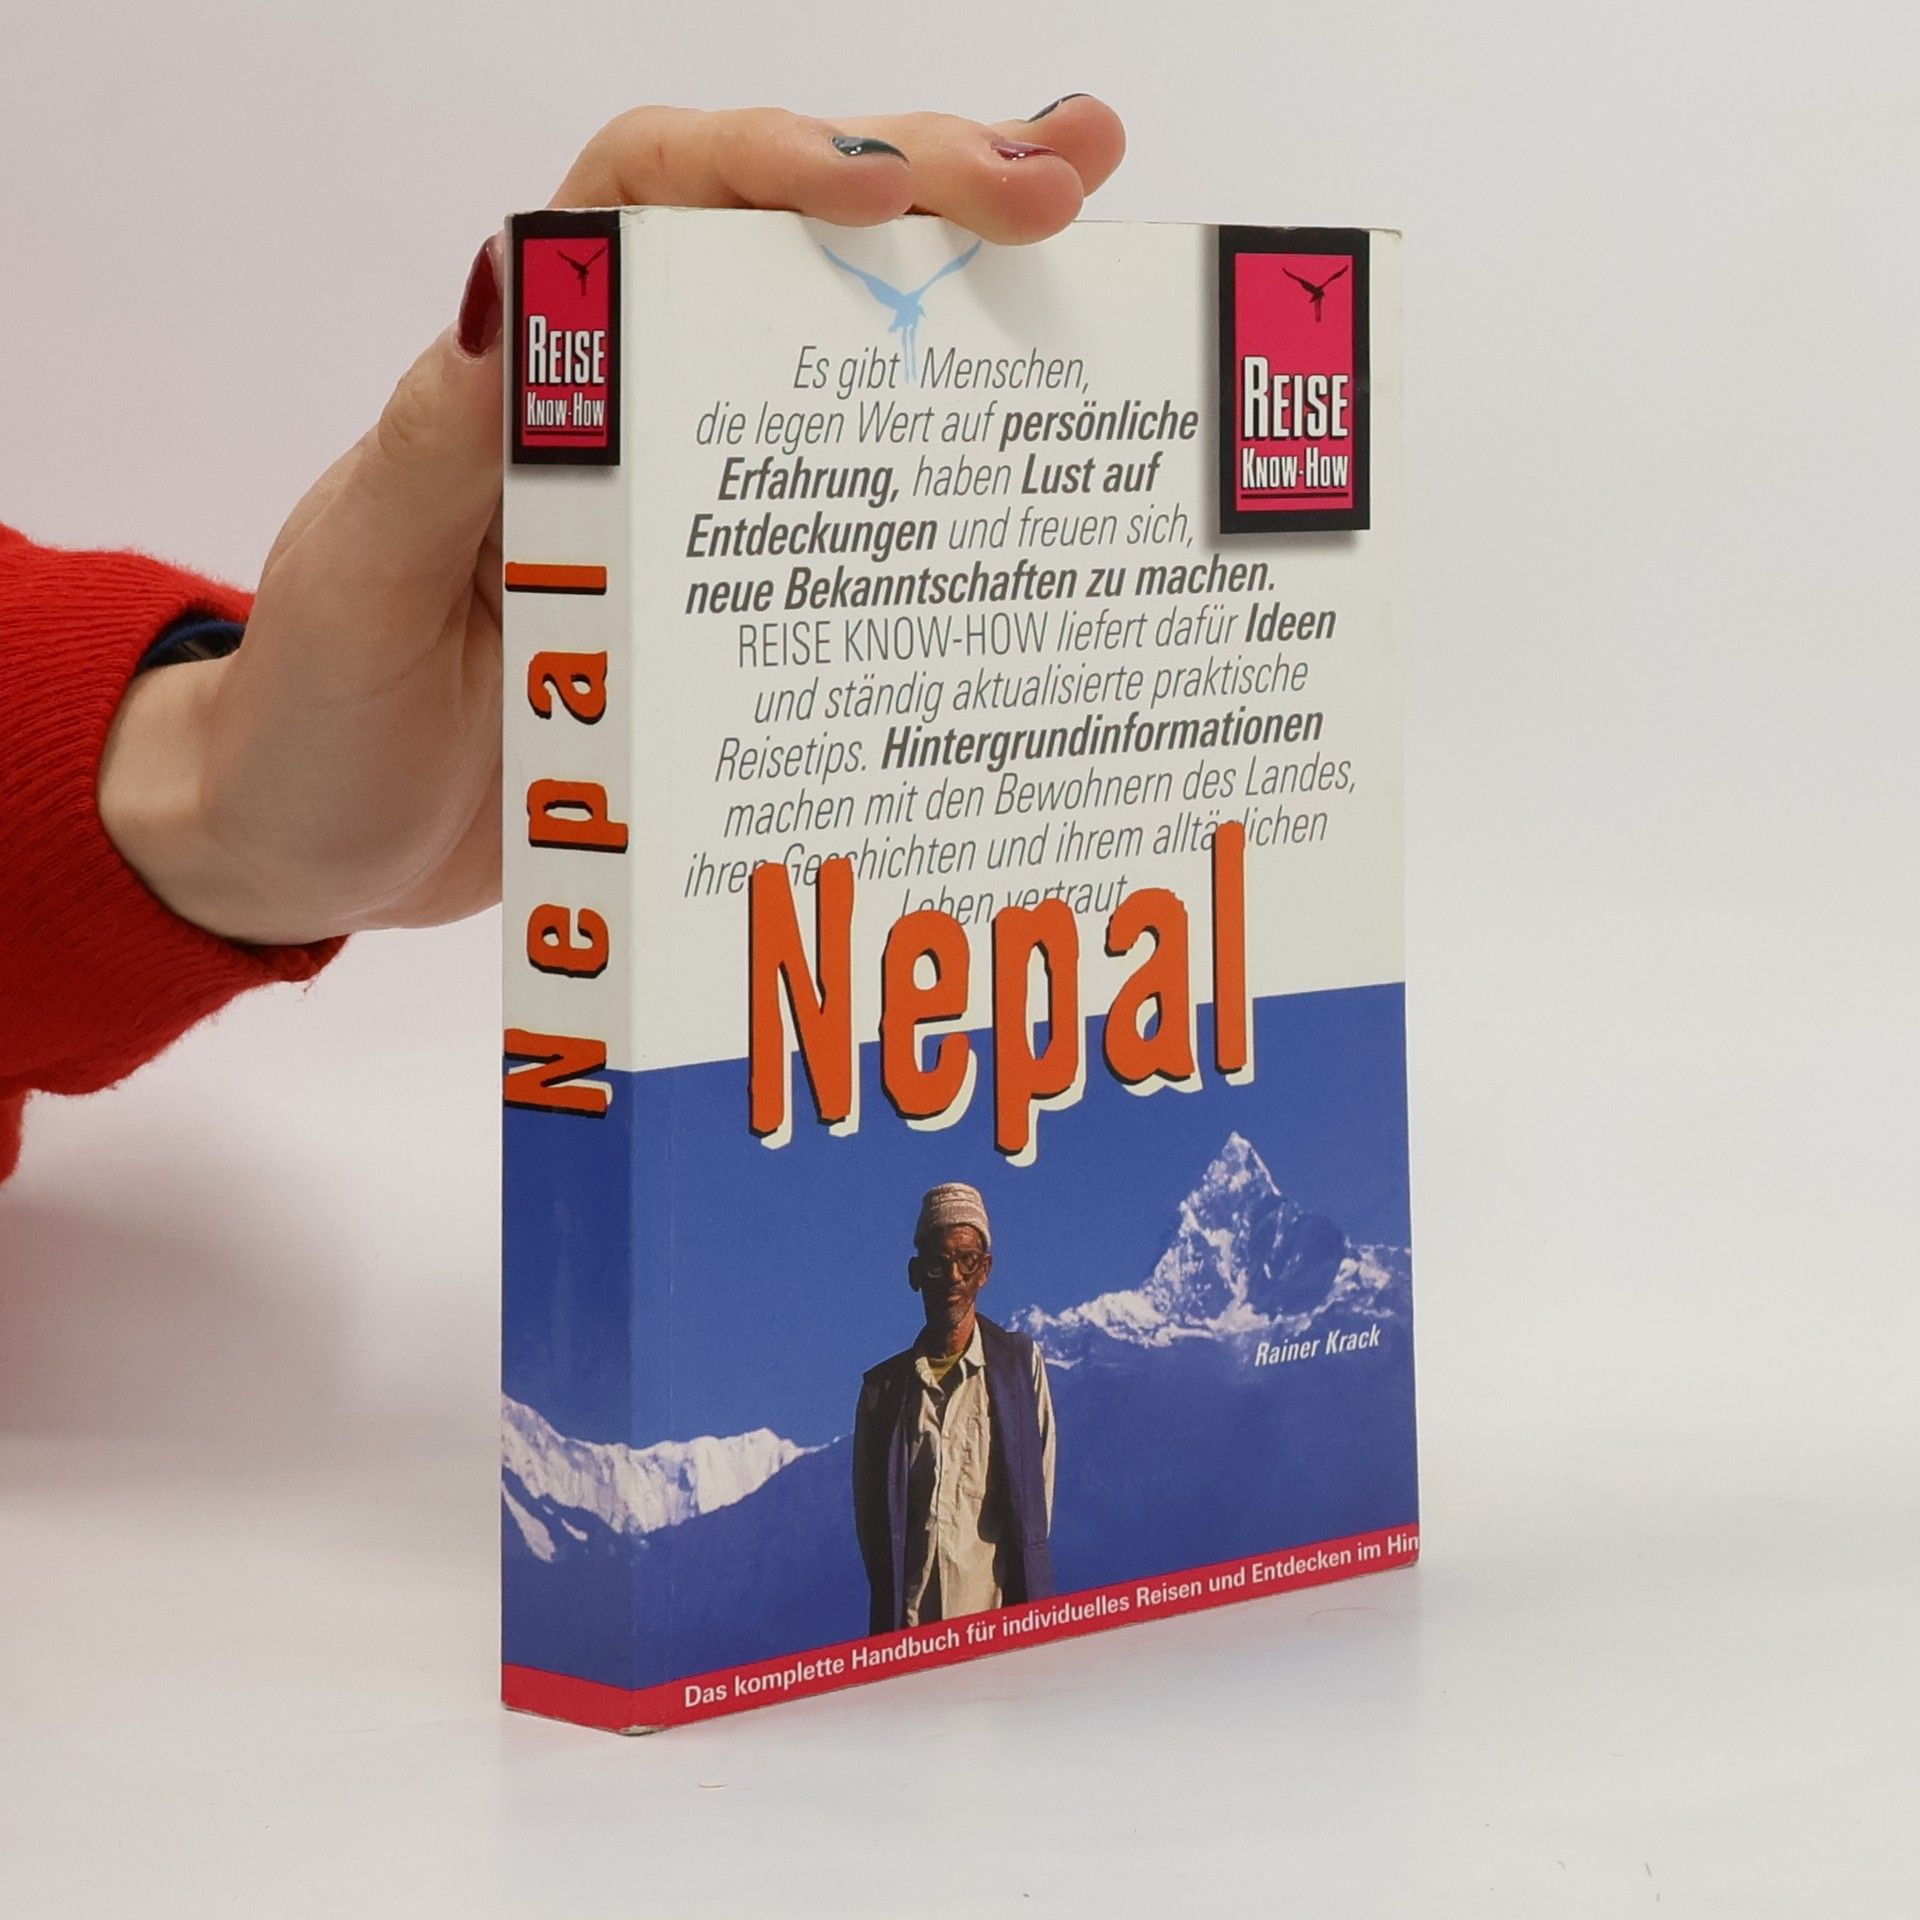 REISE
KNOW-HOW
Nepal
Es gibt Menschen,
die legen Wert auf persönliche
Erfahrung, haben Lust auf
Entdeckungen und freuen sich,
neue Bekanntschaften zu machen.
REISE KNOW-HOW liefert dafür Ideen
und ständig aktualisierte praktische
Reisetips. Hintergrundinformationen
machen mit den Bewohnern des Landes,
ihren Geschichten und ihrem alltäglichen
Leben vertraut
REISE
KNOW-HOW
Nepal
Rainer Krack
Das komplette Handbuch für individuelles Reisen und Entdecken im Him